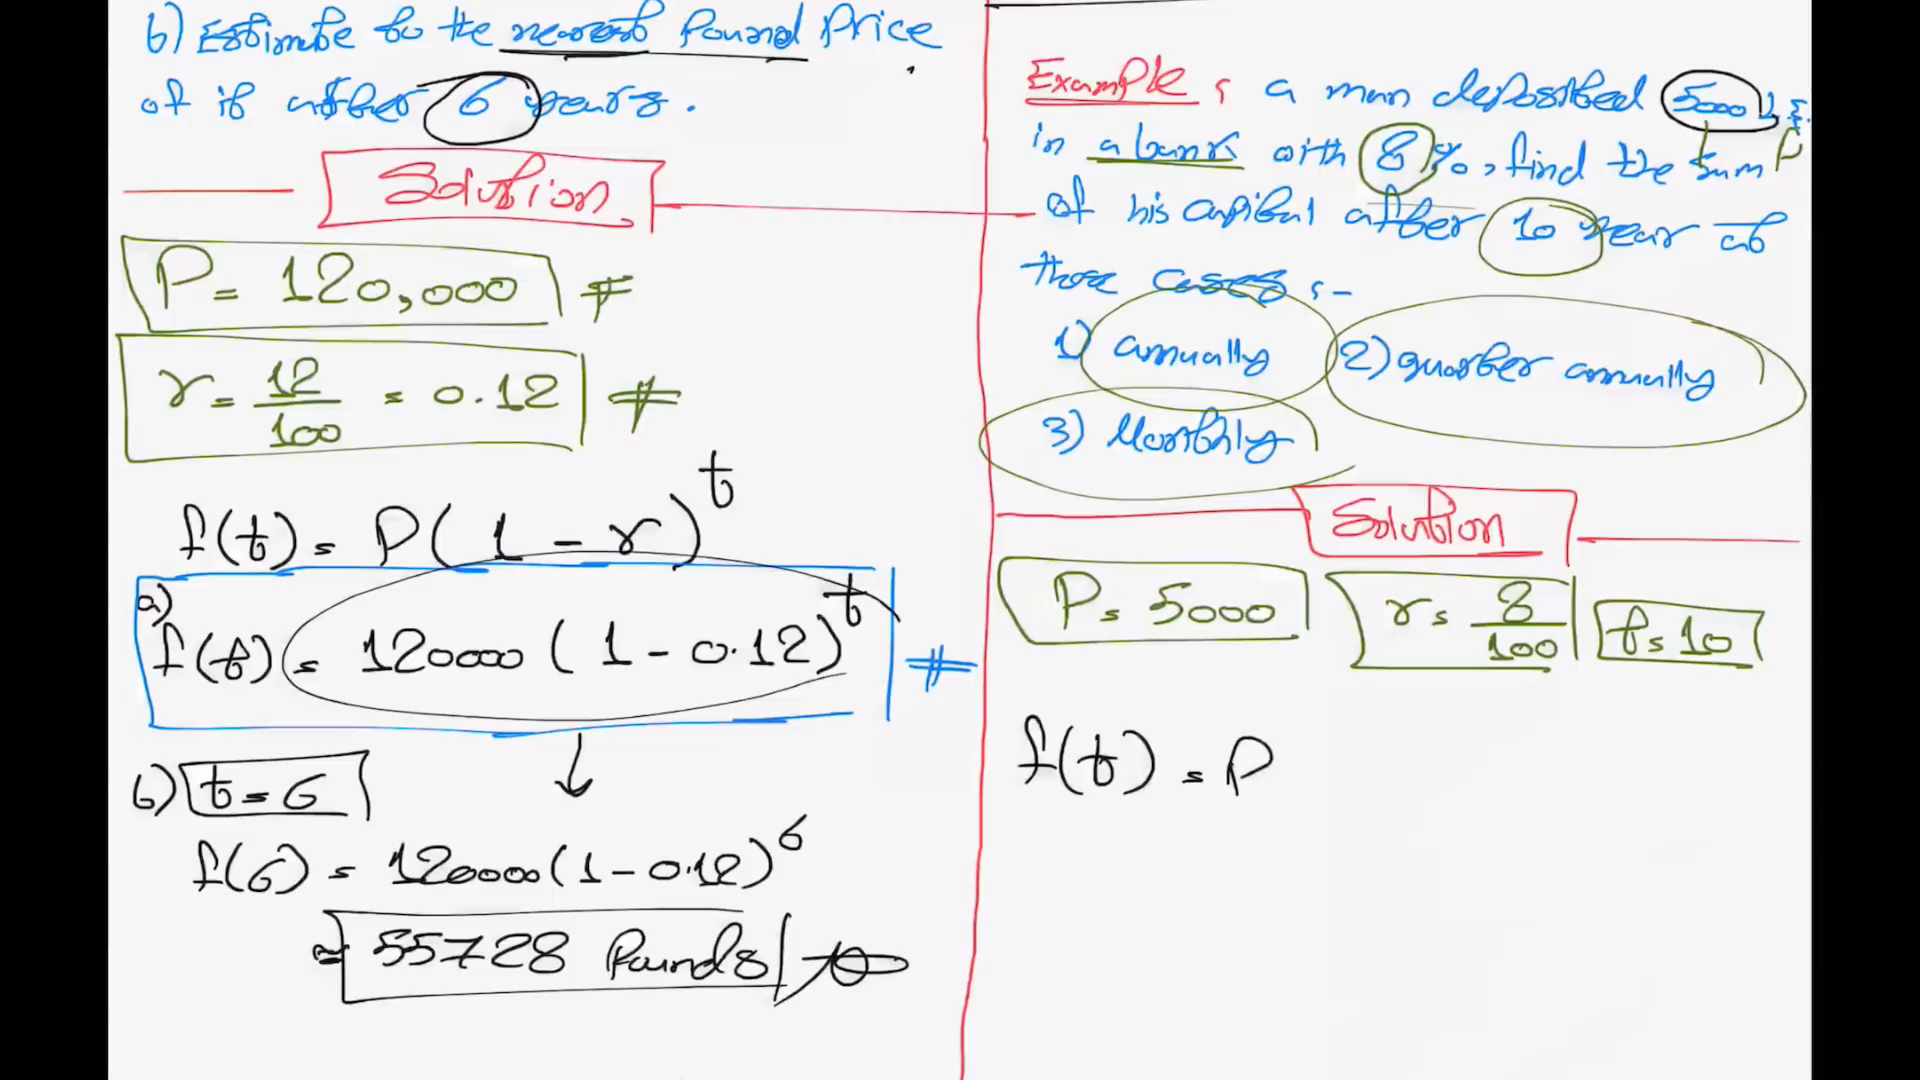 b) Estimate to the nearest Pound Price
of it after 6 years.
Solution
P = 120,000 #
r = 12/100 = 0.12 #
f(t) = P(1 - r)^t
a)
f(t) = 120000 (1 - 0.12)^t #
b) t = 6
f(6) = 120000(1 - 0.12)^6
≈ 55728 Pounds
Example : a man deposited 5000 L.E.
P
in a bank with 8 %, find the sum
of his capital after 10 year at
those cases :-
1) annually 2) quarter annually
3) Monthly
Solution
P = 5000 r = 8/100 t = 10
f(t) = P